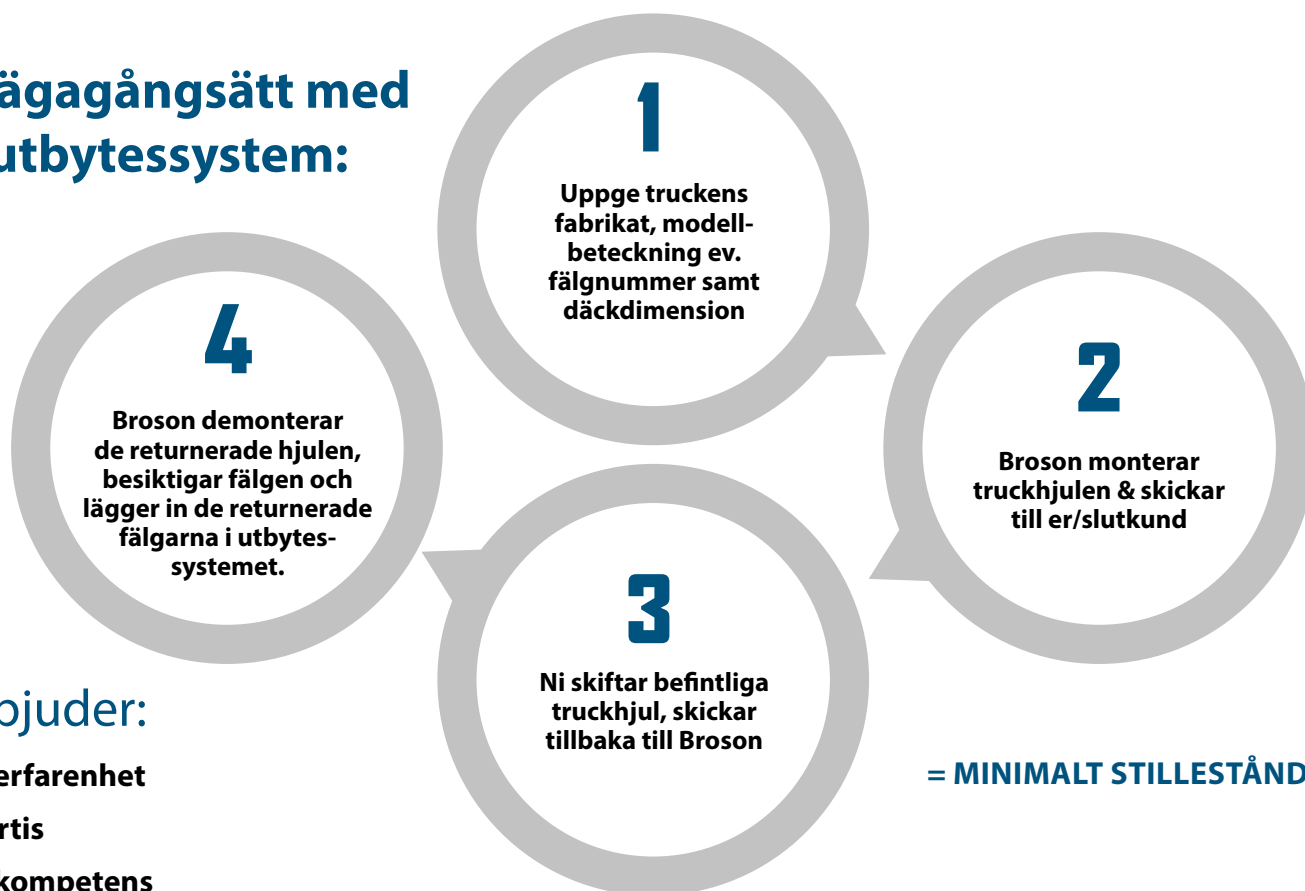 ägagångsätt med
utbytessystem:
1
Uppge truckens
fabrikat, modell-
beteckning ev.
fälgnummer samt
däckdimension
2
Broson monterar
truckhjulen & skickar
till er/slutkund
3
Ni skiftar befintliga
truckhjul, skickar
tillbaka till Broson
4
Broson demonterar
de returnerade hjulen,
besiktigar fälgen och
lägger in de returnerade
fälgarna i utbytes-
systemet.
= MINIMALT STILLESTÅND
bjuder:
erfarenhet
rtis
kompetens